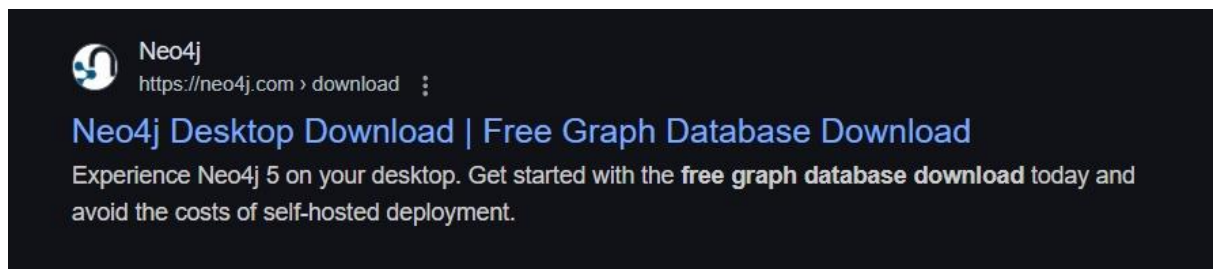 Neo4j
https://neo4j.com › download
Neo4j Desktop Download | Free Graph Database Download
Experience Neo4j 5 on your desktop. Get started with the free graph database download today and
avoid the costs of self-hosted deployment.